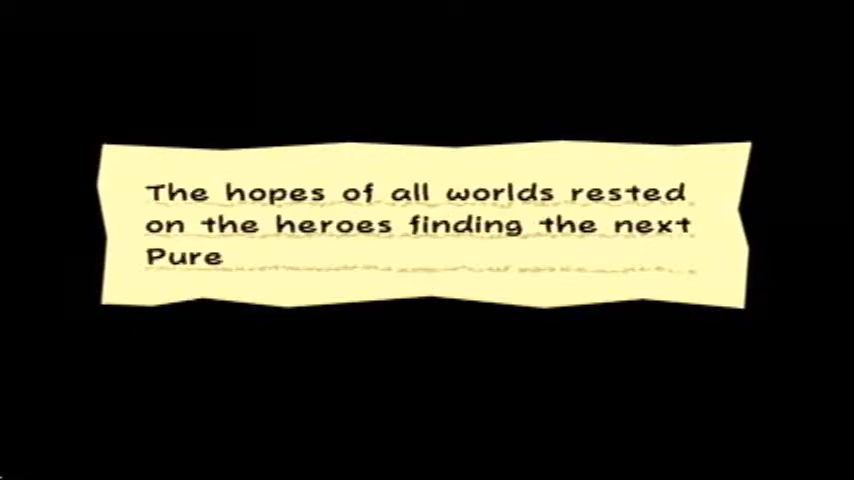 The hopes of all worlds rested
on the heroes finding the next
Pure